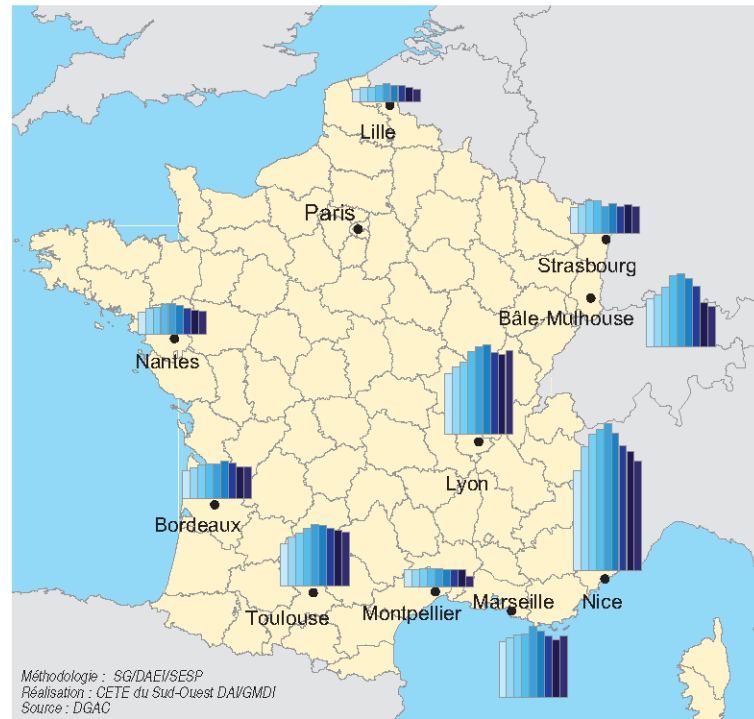 Lille
Paris
Strasbourg
Bâle-Mulhouse
Nantes
Lyon
Bordeaux
Toulouse
Montpellier
Marseille
Nice
Méthodologie : SG/DAEI/SESP
Réalisation : CETE du Sud-Ouest DAI/GMDI
Source : DGAC